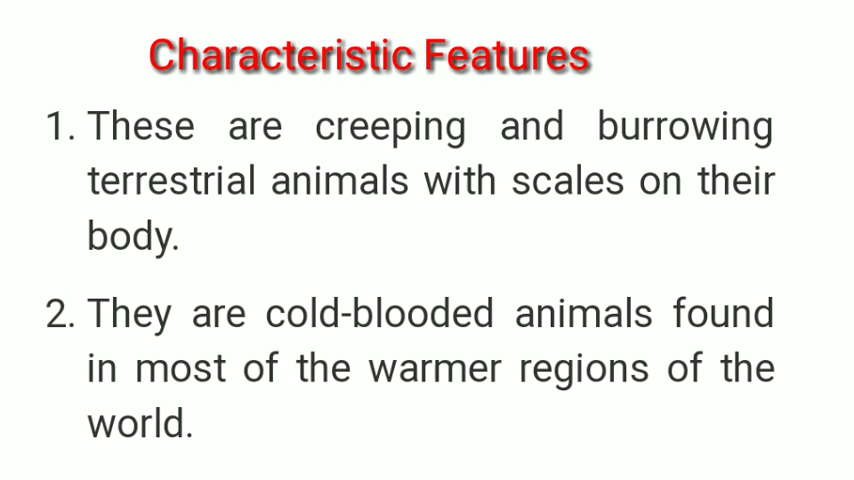 Characteristic Features
1. These are creeping and burrowing
terrestrial animals with scales on their
body.
2. They are cold-blooded animals found
in most of the warmer regions of the
world.